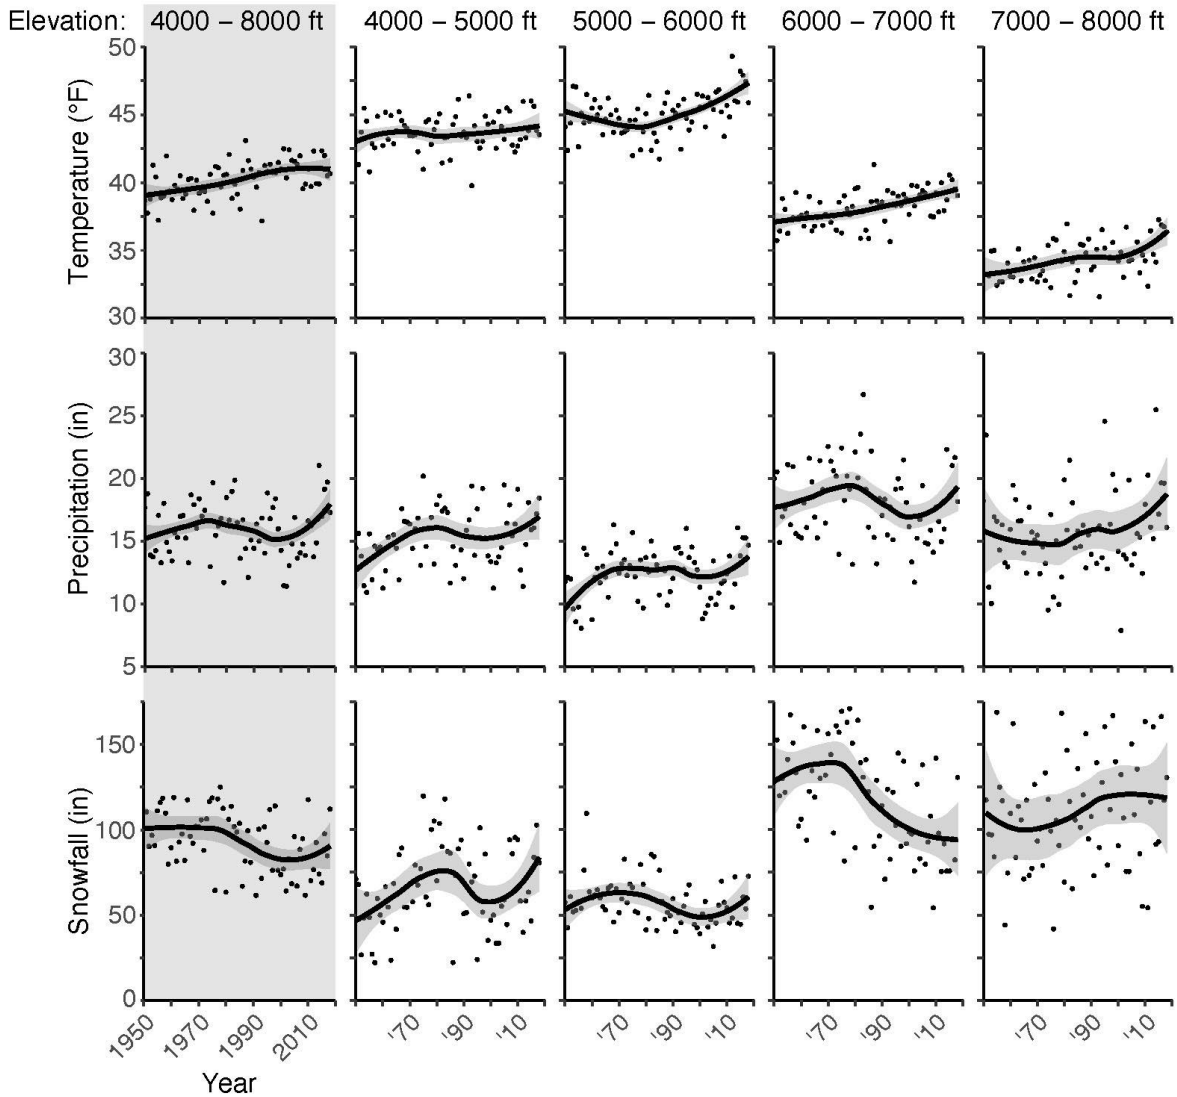 Elevation: 4000 – 8000 ft 4000 – 5000 ft 5000 – 6000 ft 6000 – 7000 ft 7000 – 8000 ft
Temperature (°F)
50
45
40
35
30
Precipitation (in)
30
25
20
15
10
5
Snowfall (in)
150
100
50
0
1950 1970 1990 2010 '70 '90 '10 '70 '90 '10 '70 '90 '10 '70 '90 '10
Year